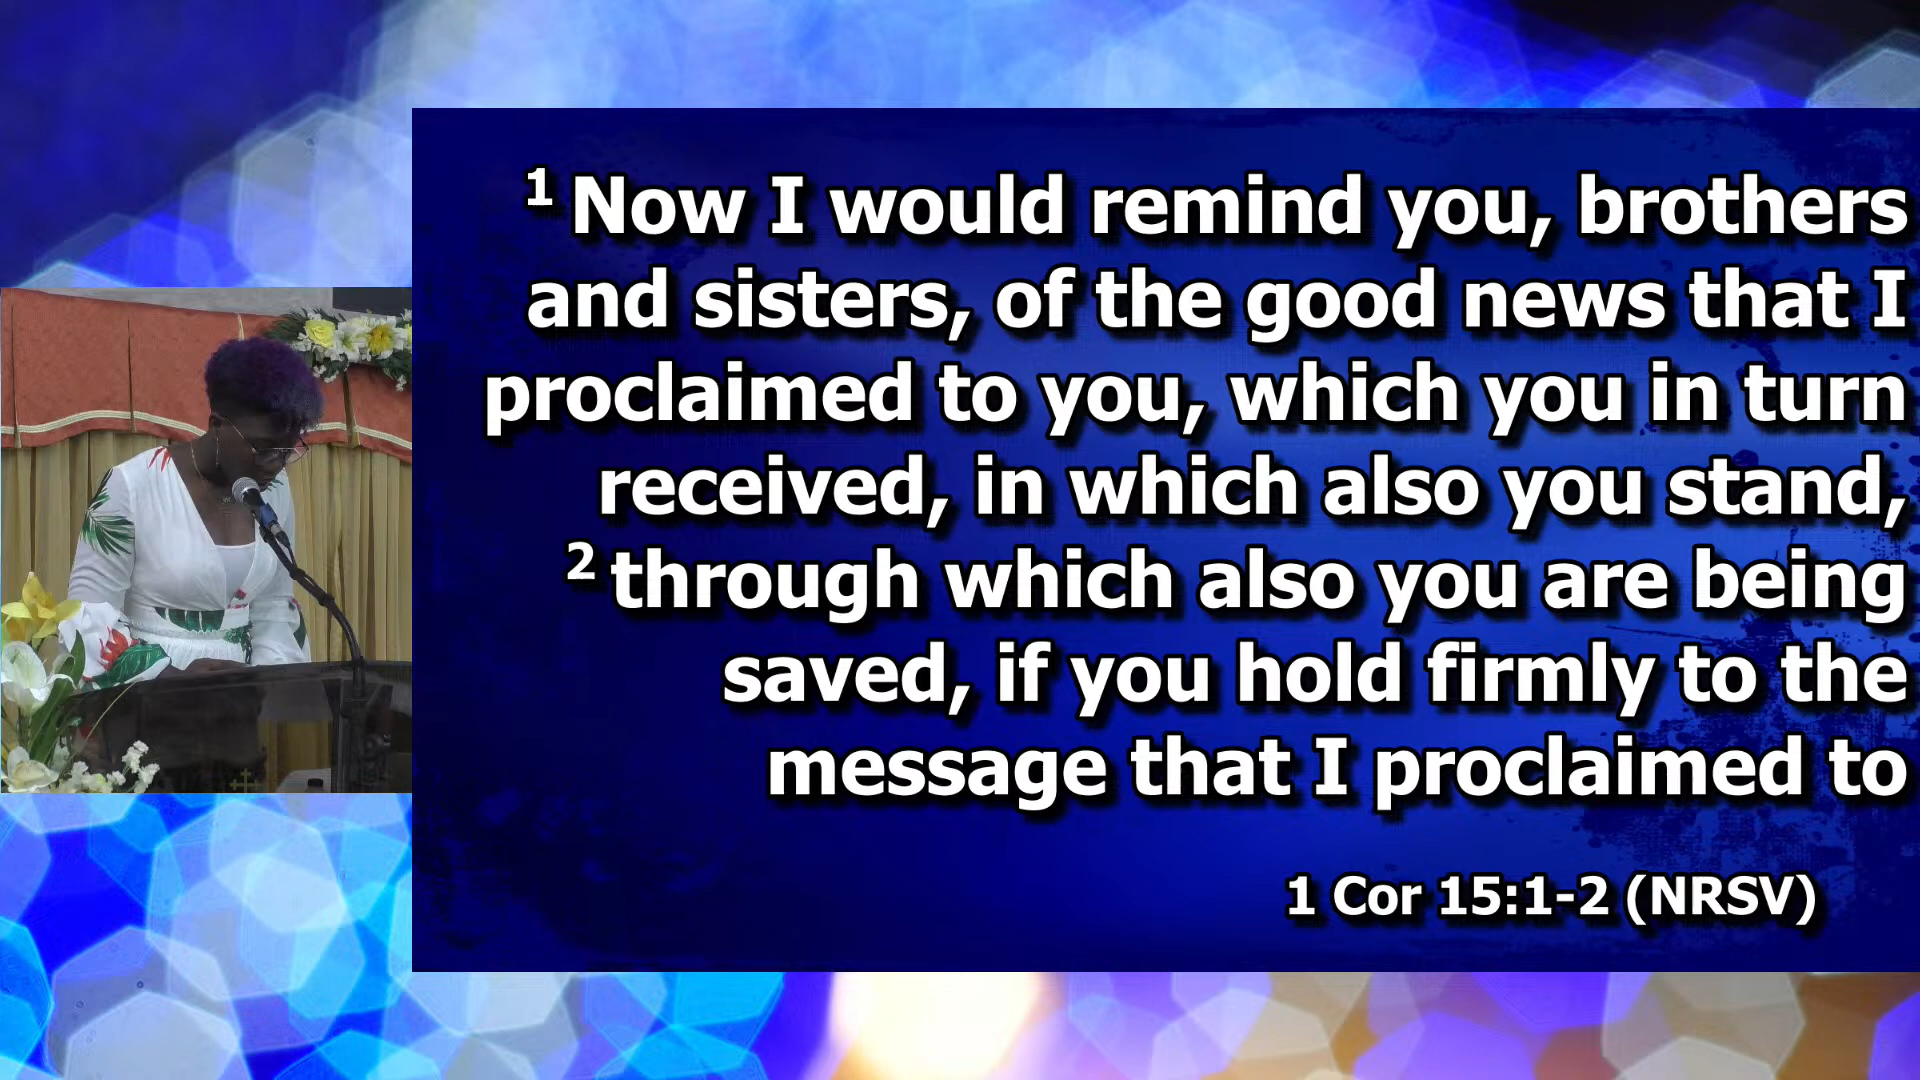 1 Now I would remind you, brothers
and sisters, of the good news that I
proclaimed to you, which you in turn
received, in which also you stand,
2 through which also you are being
saved, if you hold firmly to the
message that I proclaimed to
1 Cor 15:1-2 (NRSV)